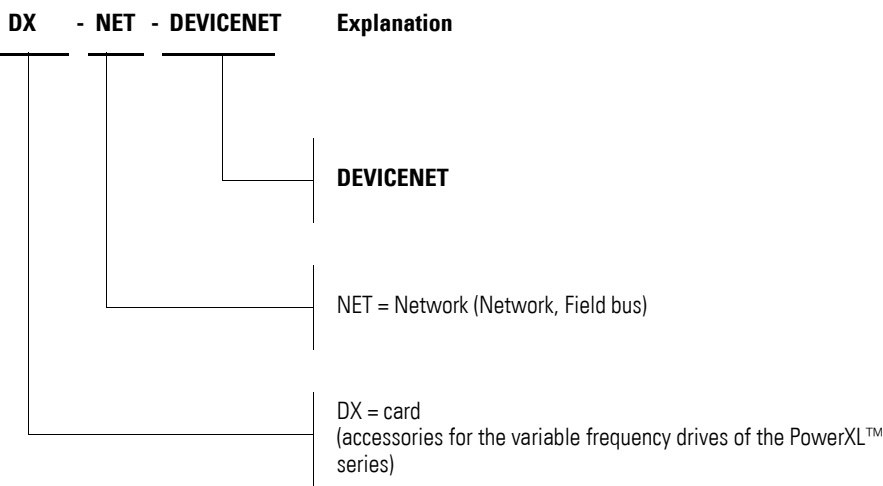 DX - NET - DEVICENET Explanation
DEVICENET
NET = Network (Network, Field bus)
DX = card
(accessories for the variable frequency drives of the PowerXL™
series)